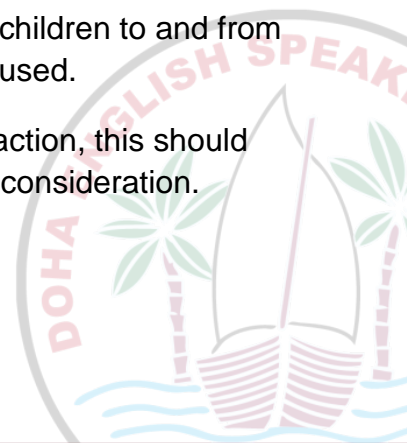 children to and from
used.
action, this should
consideration.
DOHA ENGLISH SPEAK